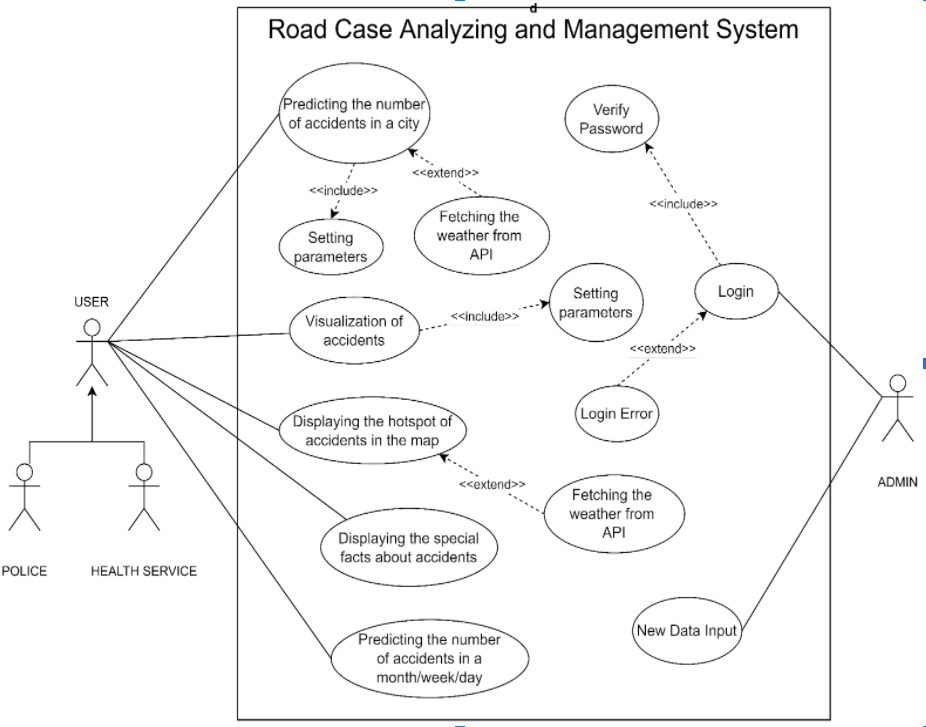 d
Road Case Analyzing and Management System
Predicting the number
of accidents in a city
Verify
Password
<<extend>>
<<include>>
<<include>>
Fetching the
weather from
API
Setting
parameters
Login
Setting
parameters
USER
<<include>>
Visualization of
accidents
<<extend>>
Login Error
Displaying the hotspot of
accidents in the map
ADMIN
<<extend>>
Fetching the
weather from
API
Displaying the special
facts about accidents
POLICE
HEALTH SERVICE
New Data Input
Predicting the number
of accidents in a
month/week/day